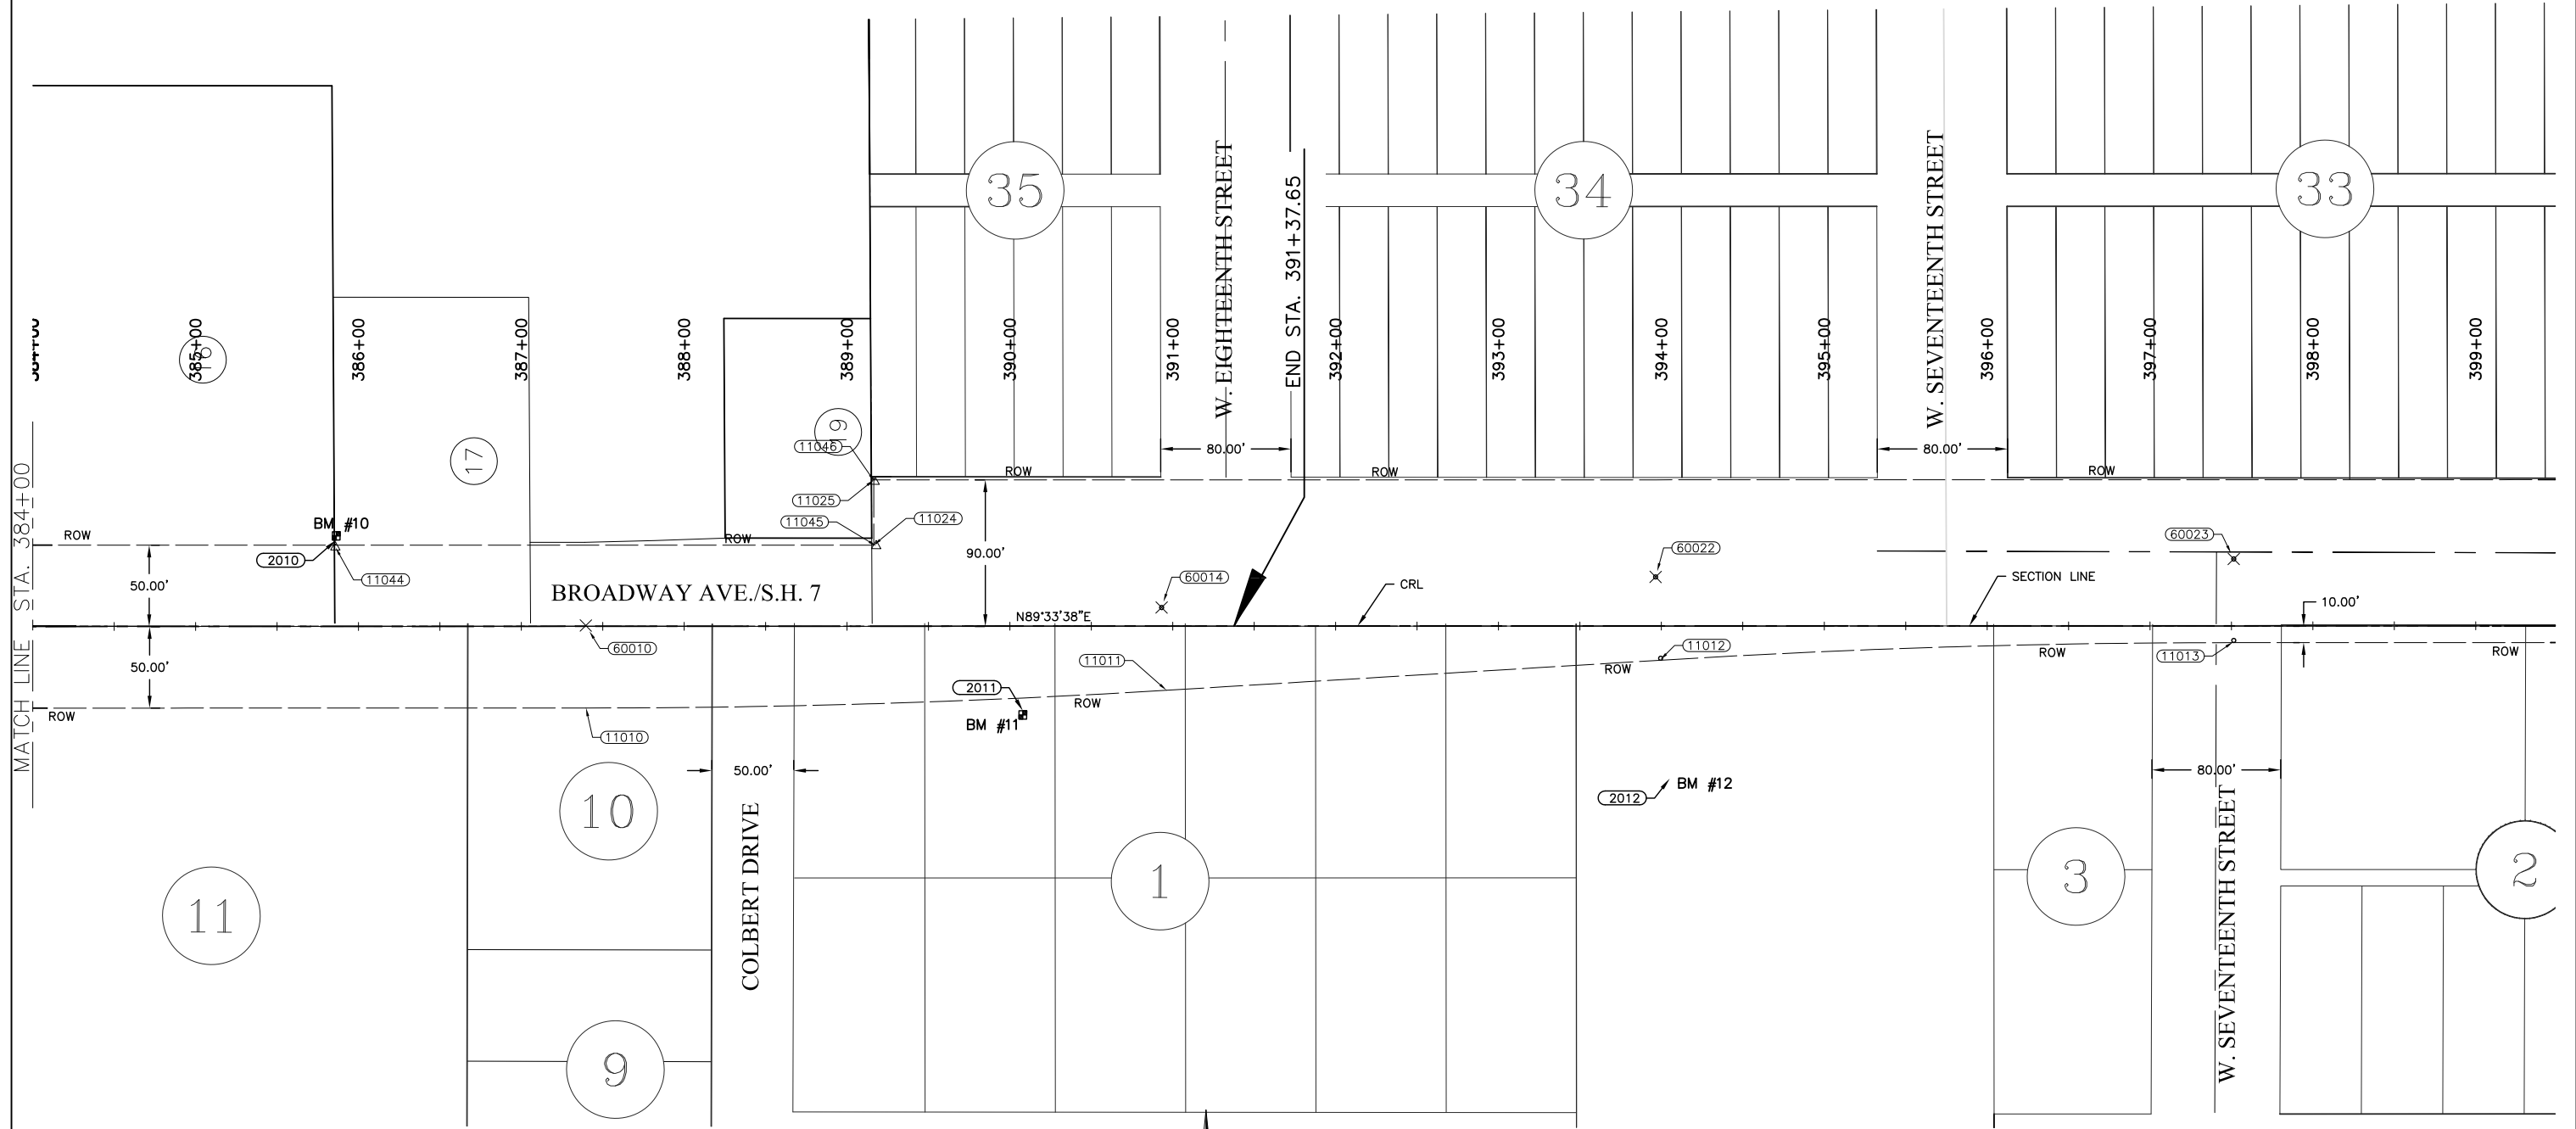 35
34
33
W. EIGHTEENTH STREET
END STA. 391+37.65
W. SEVENTEENTH STREET
384+00
385+00
386+00
387+00
388+00
389+00
390+00
391+00
392+00
393+00
394+00
395+00
396+00
397+00
398+00
399+00
16
17
19
11046
80.00'
80.00'
ROW
ROW
ROW
MATCH LINE STA. 384+00
11025
11045
11024
BM #10
ROW
ROW
2010
11044
50.00'
90.00'
60022
60023
60014
BROADWAY AVE./S.H. 7
CRL
SECTION LINE
10.00'
N89°33'38"E
60010
50.00'
11011
11012
11013
ROW
ROW
ROW
2011
ROW
ROW
BM #11
11010
50.00'
80.00'
BM #12
2012
10
COLBERT DRIVE
W. SEVENTEENTH STREET
11
1
3
2
9